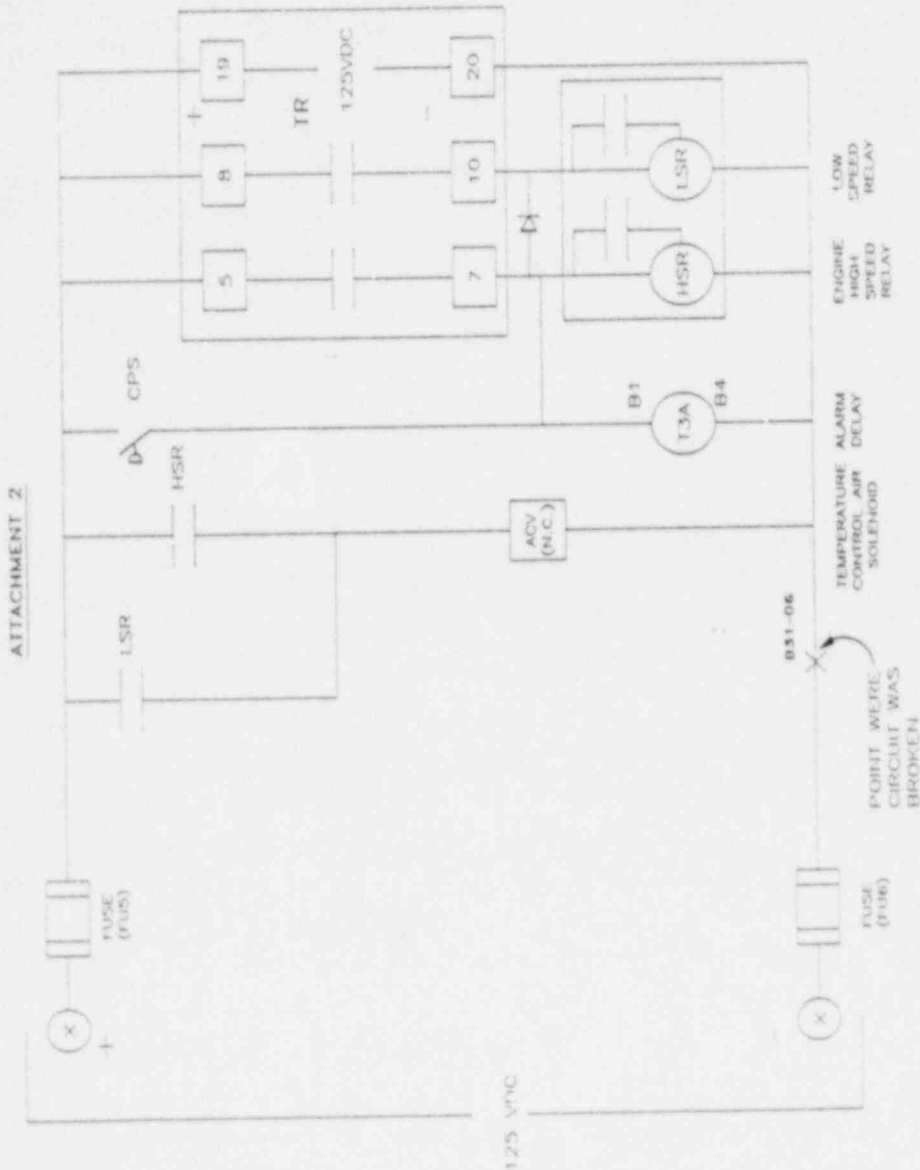 ATTACHMENT 2
125 VDC
+
X
FUSE
(FU5)
LSR
HSR
CPS
5
8
19
+
TR
125VDC
-
7
10
20
HSR
LSR
ACV
(N.C.)
B1
T3A
B4
X
FUSE
(FU6)
B31-06
POINT WERE
CIRCUIT WAS
BROKEN
TEMPERATURE
CONTROL AIR
SOLENOID
ALARM
DELAY
ENGINE
HIGH
SPEED
RELAY
LOW
SPEED
RELAY